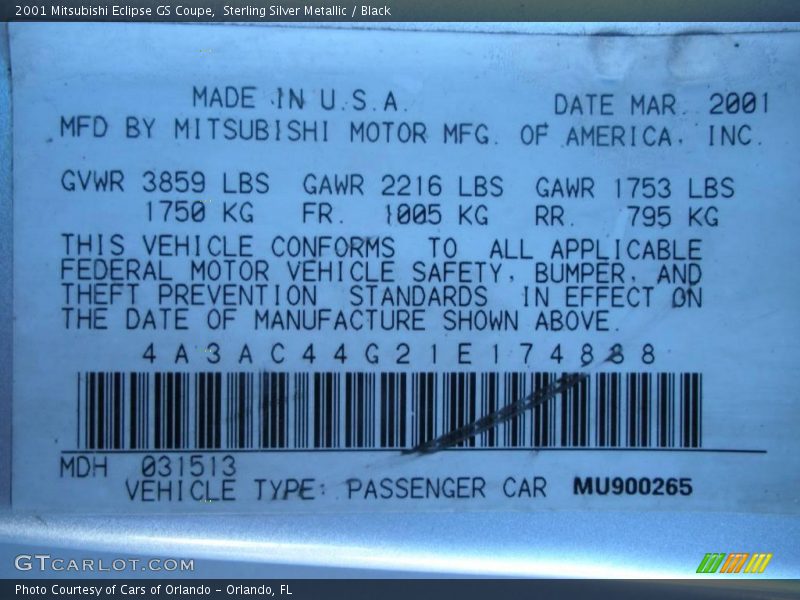 2001 Mitsubishi Eclipse GS Coupe,  Sterling Silver Metallic / Black
MADE IN U.S.A. DATE MAR. 2001
MFD BY MITSUBISHI MOTOR MFG. OF AMERICA, INC.
GVWR 3859 LBS GAWR 2216 LBS GAWR 1753 LBS
1750 KG FR. 1005 KG RR. 795 KG
THIS VEHICLE CONFORMS TO ALL APPLICABLE
FEDERAL MOTOR VEHICLE SAFETY, BUMPER, AND
THEFT PREVENTION STANDARDS IN EFFECT ON
THE DATE OF MANUFACTURE SHOWN ABOVE.
4A3AC44G21E174888
MDH 031513
VEHICLE TYPE: PASSENGER CAR MU900265
GTCARLOT.COM
Photo Courtesy of Cars of Orlando - Orlando, FL